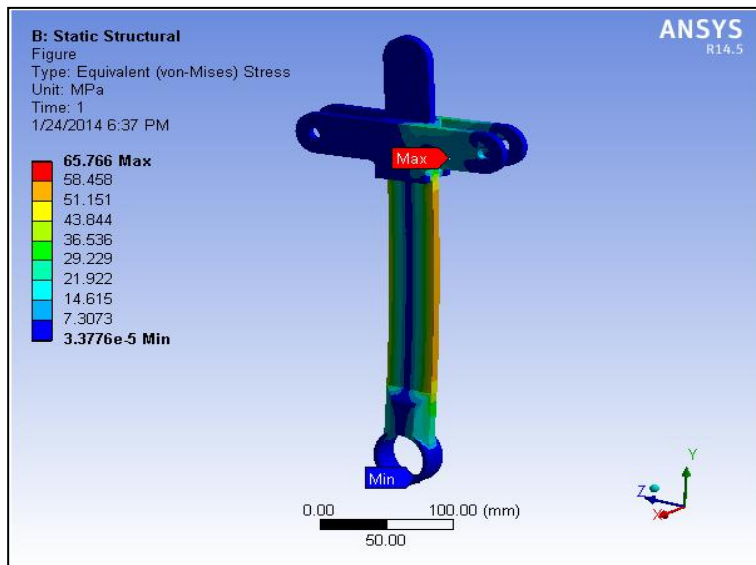 B: Static Structural
Figure
Type: Equivalent (von-Mises) Stress
Unit: MPa
Time: 1
1/24/2014 6:37 PM
ANSYS
R14.5
65.766 Max
58.458
51.151
43.844
36.536
29.229
21.922
14.615
7.3073
3.3776e-5 Min
Max
Min
0.00 100.00 (mm)
50.00
Y
Z
X